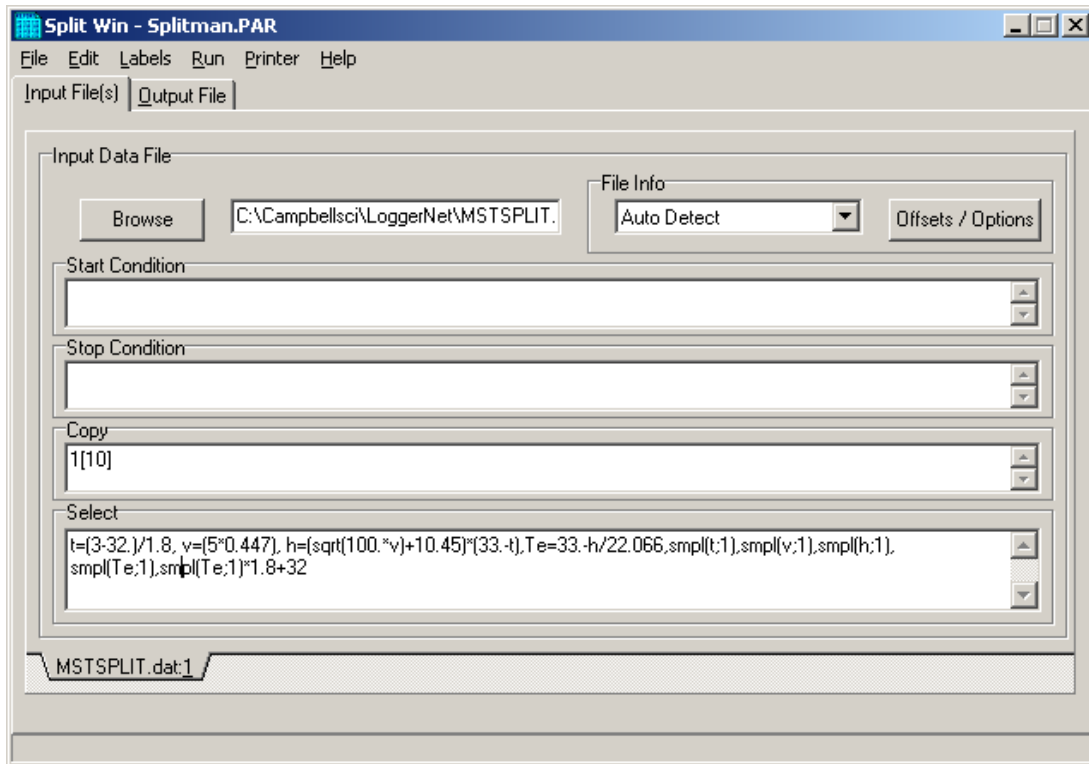 Split Win - Splitman.PAR
File Edit Labels Run Printer Help
Input File(s) Output File
Input Data File
File Info
Browse C:\Campbellsci\LoggerNet\MSTSPLIT. Auto Detect Offsets / Options
Start Condition
Stop Condition
Copy
1[10]
Select
t=(3-32.)/1.8, v=(5*0.447), h=(sqrt(100.*v)+10.45)*(33.-t),Te=33.-h/22.066,smpl(t;1),smpl(v;1),smpl(h;1),
smpl(Te;1),smpl(Te;1)*1.8+32
MSTSPLIT.dat:1